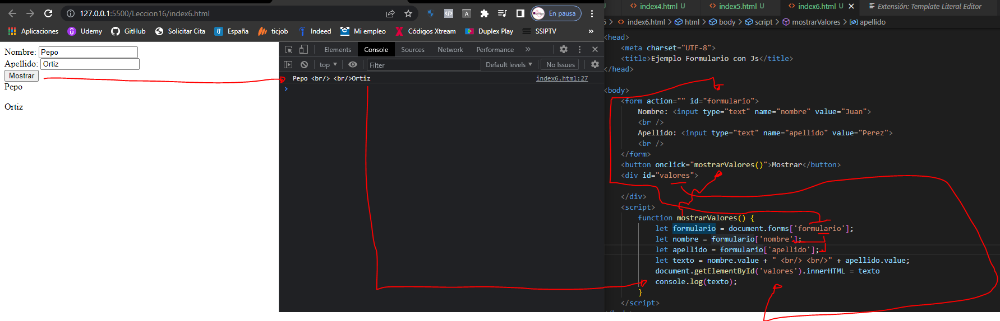 127.0.0.1:5500/Leccion16/index6.html
A
En pausa
Aplicaciones
Udemy
GitHub
Solicitar Cita
España
ticjob
Indeed
Mi empleo
Códigos Xtream
Duplex Play
SSIPTV
»
Nombre: Pepo
Apellido: Ortiz
Mostrar
Pepo
Ortiz
Elements Console Sources Network Performance »
top ▼ Filter Default levels ▼ No Issues
Pepo <br/> <br/>Ortiz index6.html:27
>
<> index4.html U <> index5.html U <> index6.html U × Extensión: Template Literal Editor
6 > <> index6.html > html > body > script > mostrarValores > apellido
<head>
<meta charset="UTF-8">
<title>Ejemplo Formulario con Js</title>
</head>
<body>
<form action="" id="formulario">
Nombre: <input type="text" name="nombre" value="Juan">
<br />
Apellido: <input type="text" name="apellido" value="Perez">
<br />
</form>
<button onclick="mostrarValores()">Mostrar</button>
<div id="valores">
</div>
<script>
function mostrarValores() {
let formulario = document.forms['formulario'];
let nombre = formulario['nombre'];
let apellido = formulario['apellido'];
let texto = nombre.value + " <br/> <br/>" + apellido.value;
document.getElementById('valores').innerHTML = texto
console.log(texto);
}
</script>